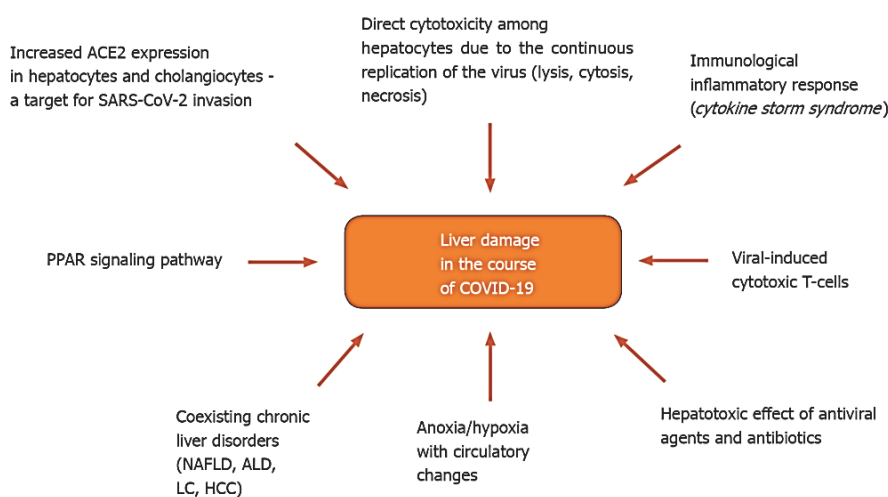 Increased ACE2 expression
in hepatocytes and cholangiocytes -
a target for SARS-CoV-2 invasion
Direct cytotoxicity among
hepatocytes due to the continuous
replication of the virus (lysis, cytosis,
necrosis)
Immunological
inflammatory response
(cytokine storm syndrome)
PPAR signaling pathway
Liver damage
in the course
of COVID-19
Viral-induced
cytotoxic T-cells
Coexisting chronic
liver disorders
(NAFLD, ALD,
LC, HCC)
Anoxia/hypoxia
with circulatory
changes
Hepatotoxic effect of antiviral
agents and antibiotics